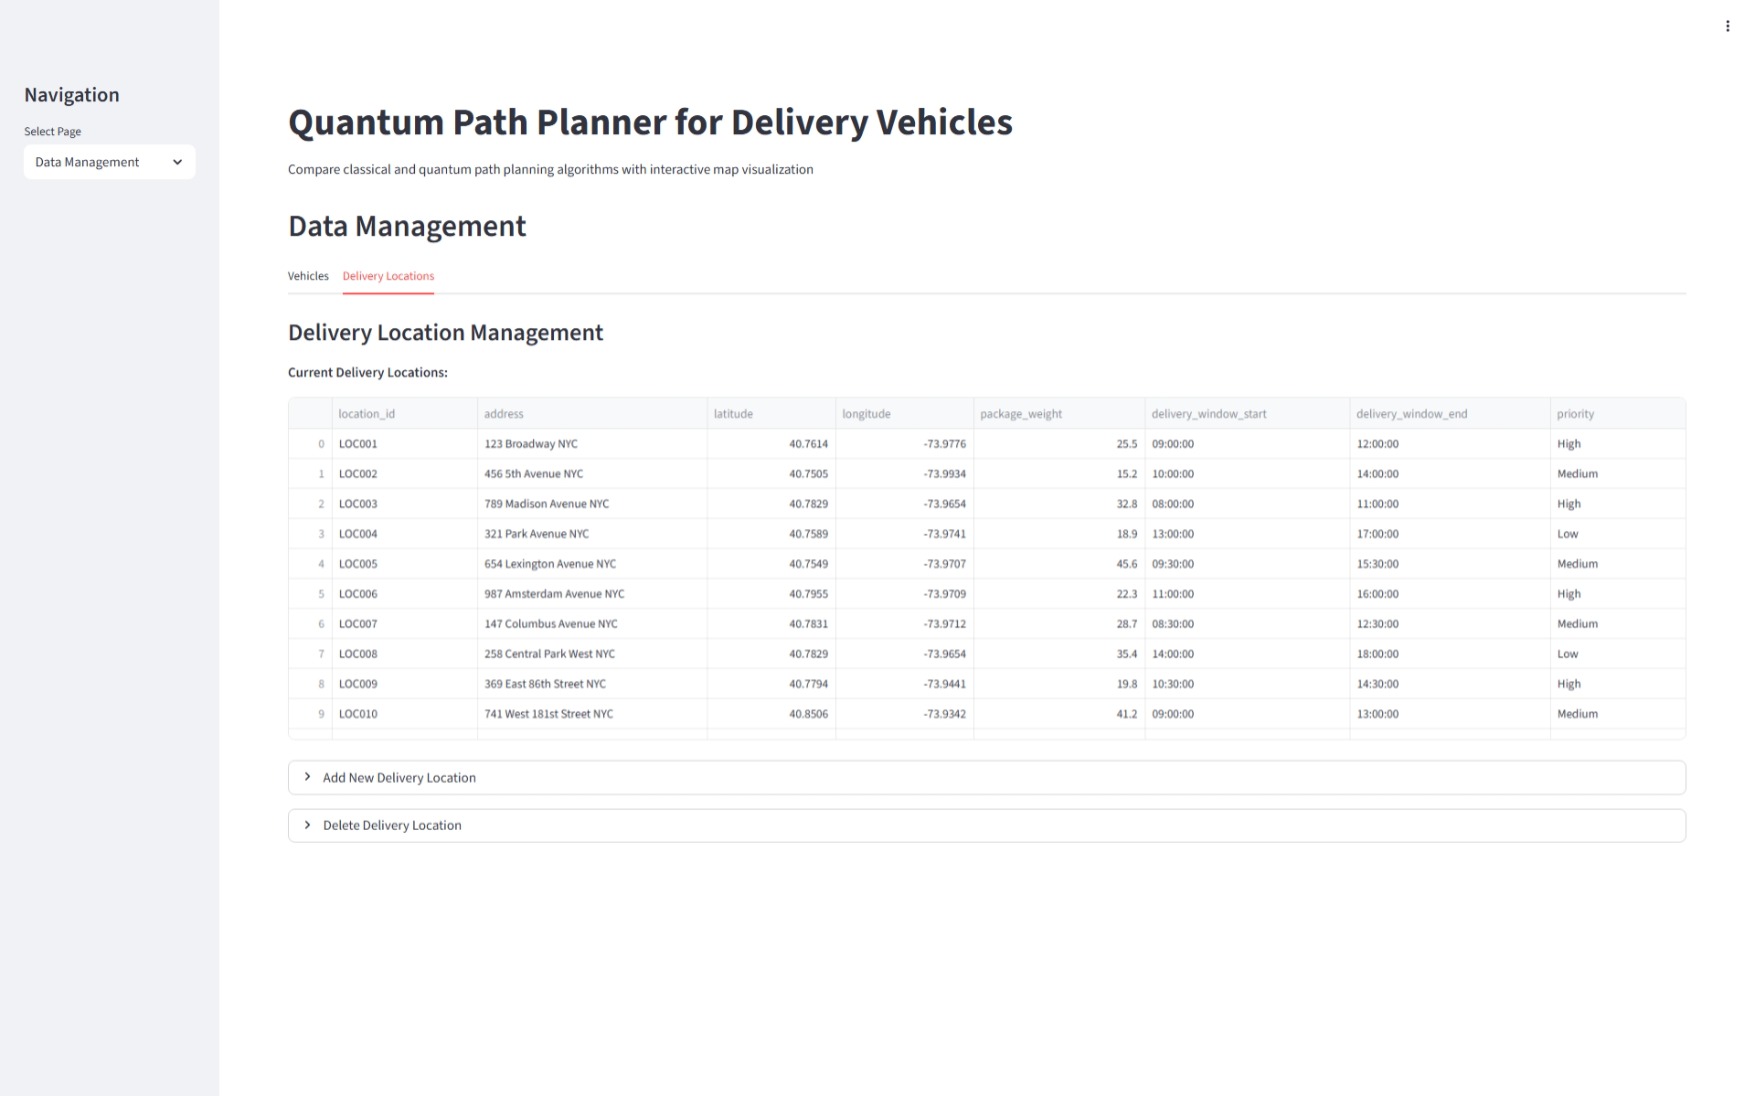 Navigation
Select Page
Data Management
Quantum Path Planner for Delivery Vehicles
Compare classical and quantum path planning algorithms with interactive map visualization
Data Management
Vehicles Delivery Locations
Delivery Location Management
Current Delivery Locations:
location_id address latitude longitude package_weight delivery_window_start delivery_window_end priority
0 LOC001 123 Broadway NYC 40.7614 -73.9776 25.5 09:00:00 12:00:00 High
1 LOC002 456 5th Avenue NYC 40.7505 -73.9934 15.2 10:00:00 14:00:00 Medium
2 LOC003 789 Madison Avenue NYC 40.7829 -73.9654 32.8 08:00:00 11:00:00 High
3 LOC004 321 Park Avenue NYC 40.7589 -73.9741 18.9 13:00:00 17:00:00 Low
4 LOC005 654 Lexington Avenue NYC 40.7549 -73.9707 45.6 09:30:00 15:30:00 Medium
5 LOC006 987 Amsterdam Avenue NYC 40.7955 -73.9709 22.3 11:00:00 16:00:00 High
6 LOC007 147 Columbus Avenue NYC 40.7831 -73.9712 28.7 08:30:00 12:30:00 Medium
7 LOC008 258 Central Park West NYC 40.7829 -73.9654 35.4 14:00:00 18:00:00 Low
8 LOC009 369 East 86th Street NYC 40.7794 -73.9441 19.8 10:30:00 14:30:00 High
9 LOC010 741 West 181st Street NYC 40.8506 -73.9342 41.2 09:00:00 13:00:00 Medium
Add New Delivery Location
Delete Delivery Location